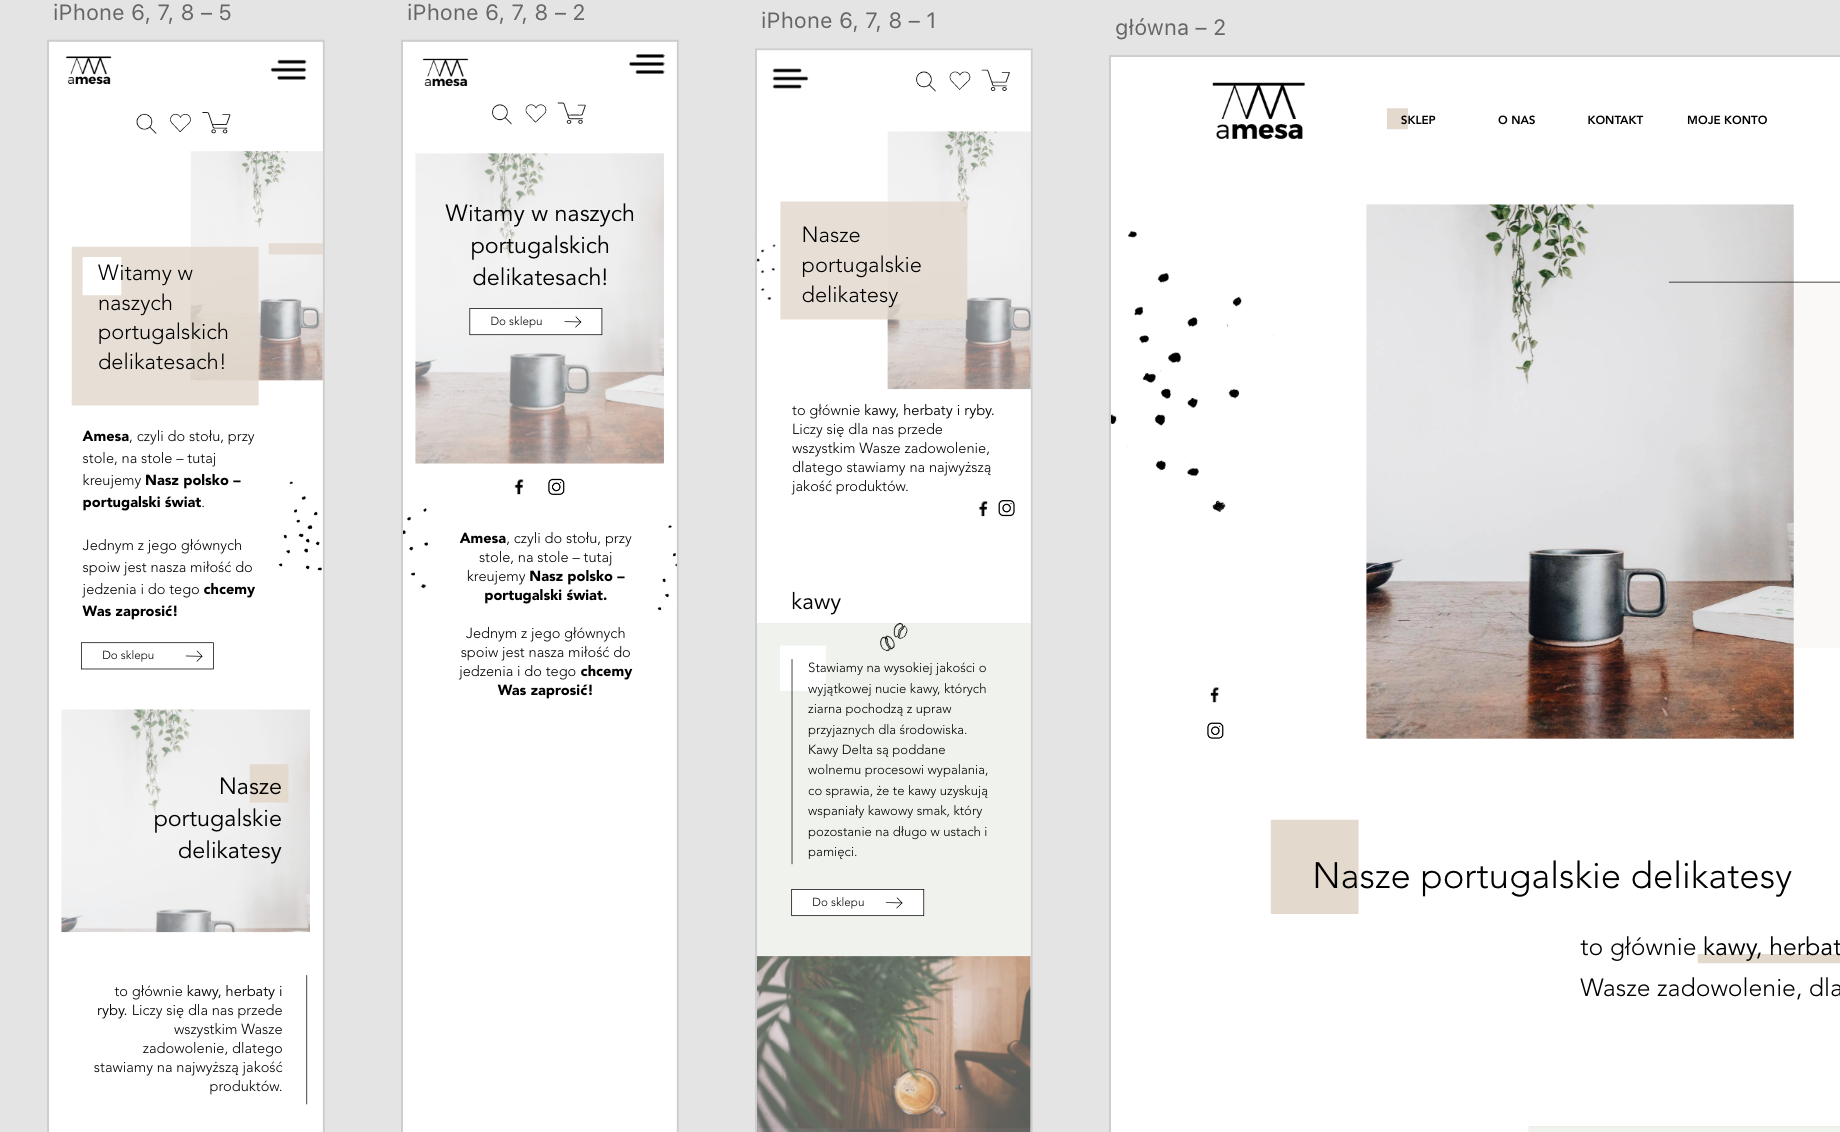 iPhone 6, 7, 8 – 5
amesa
Witamy w
naszych
portugalskich
delikatesach!
Amesa, czyli do stołu, przy
stole, na stole – tutaj
kreujemy Nasz polsko –
portugalski świat.
Jednym z jego głównych
spoiw jest nasza miłość do
jedzenia i do tego chcemy
Was zaprosić!
Do sklepu
Nasze
portugalskie
delikatesy
to głównie kawy, herbaty i
ryby. Liczy się dla nas przede
wszystkim Wasze
zadowolenie, dlatego
stawiamy na najwyższą jakość
produktów.
iPhone 6, 7, 8 – 2
amesa
Witamy w naszych
portugalskich
delikatesach!
Do sklepu
Amesa, czyli do stołu, przy
stole, na stole – tutaj
kreujemy Nasz polsko –
portugalski świat.
Jednym z jego głównych
spoiw jest nasza miłość do
jedzenia i do tego chcemy
Was zaprosić!
iPhone 6, 7, 8 – 1
Nasze
portugalskie
delikatesy
to głównie kawy, herbaty i ryby.
Liczy się dla nas przede
wszystkim Wasze zadowolenie,
dlatego stawiamy na najwyższą
jakość produktów.
kawy
Stawiamy na wysokiej jakości o
wyjątkowej nucie kawy, których
ziarna pochodzą z upraw
przyjaznych dla środowiska.
Kawy Delta są poddane
wolnemu procesowi wypalania,
co sprawia, że te kawy uzyskują
wspaniały kawowy smak, który
pozostanie na długo w ustach i
pamięci.
Do sklepu
główna – 2
amesa
SKLEP
O NAS
KONTAKT
MOJE KONTO
Nasze portugalskie delikatesy
to głównie kawy, herbat
Wasze zadowolenie, dla